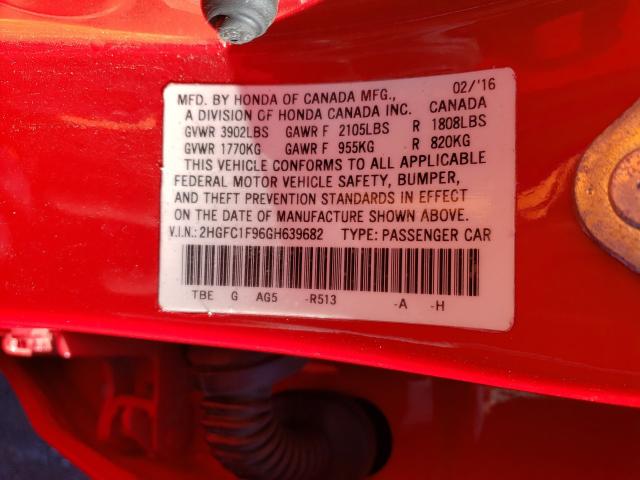 MFD. BY HONDA OF CANADA MFG., 02/'16
A DIVISION OF HONDA CANADA INC. CANADA
GVWR 3902LBS GAWR F 2105LBS R 1808LBS
GVWR 1770KG GAWR F 955KG R 820KG
THIS VEHICLE CONFORMS TO ALL APPLICABLE
FEDERAL MOTOR VEHICLE SAFETY, BUMPER,
AND THEFT PREVENTION STANDARDS IN EFFECT
ON THE DATE OF MANUFACTURE SHOWN ABOVE.
V.I.N.: 2HGFC1F96GH639682 TYPE: PASSENGER CAR
TBE G AG5 -R513 -A -H